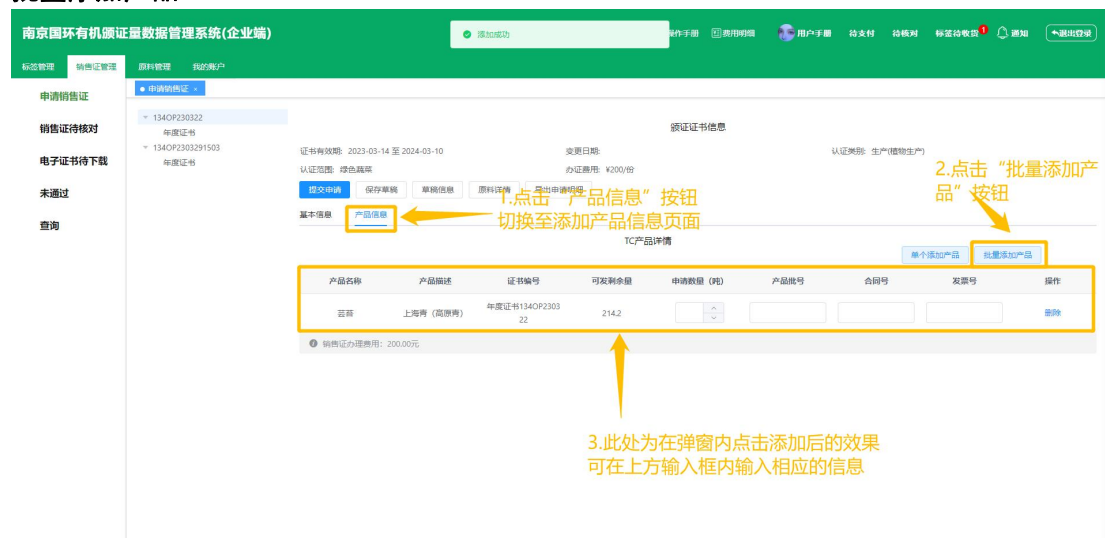 南京国环有机颁证量数据管理系统(企业端)
添加成功
操作手册 费用明细 用户手册 待支付 待核对 标签待收货 1 通知 退出登录
标签管理 销售证管理 原料管理 我的账户
申请销售证
销售证待核对
电子证书待下载
未通过
查询
申请销售证 ×
134OP230322
年度证书
134OP2303291503
年度证书
颁证证书信息
证书有效期: 2023-03-14 至 2024-03-10 变更日期: 认证类别: 生产(植物生产)
认证范围: 绿色蔬菜 办证费用: ¥200/份
提交申请 保存草稿 草稿信息 原料详情 导出申请明细
基本信息 产品信息
1.点击“产品信息”按钮
切换至添加产品信息页面
2.点击“批量添加产
品”按钮
TC产品详情
单个添加产品 批量添加产品
产品名称 产品描述 证书编号 可发剩余量 申请数量（吨） 产品批号 合同号 发票号 操作
芸薹 上海青（高原青） 年度证书134OP2303
22 214.2 删除
销售证办理费用：200.00元
3.此处为在弹窗内点击添加后的效果
可在上方输入框内输入相应的信息